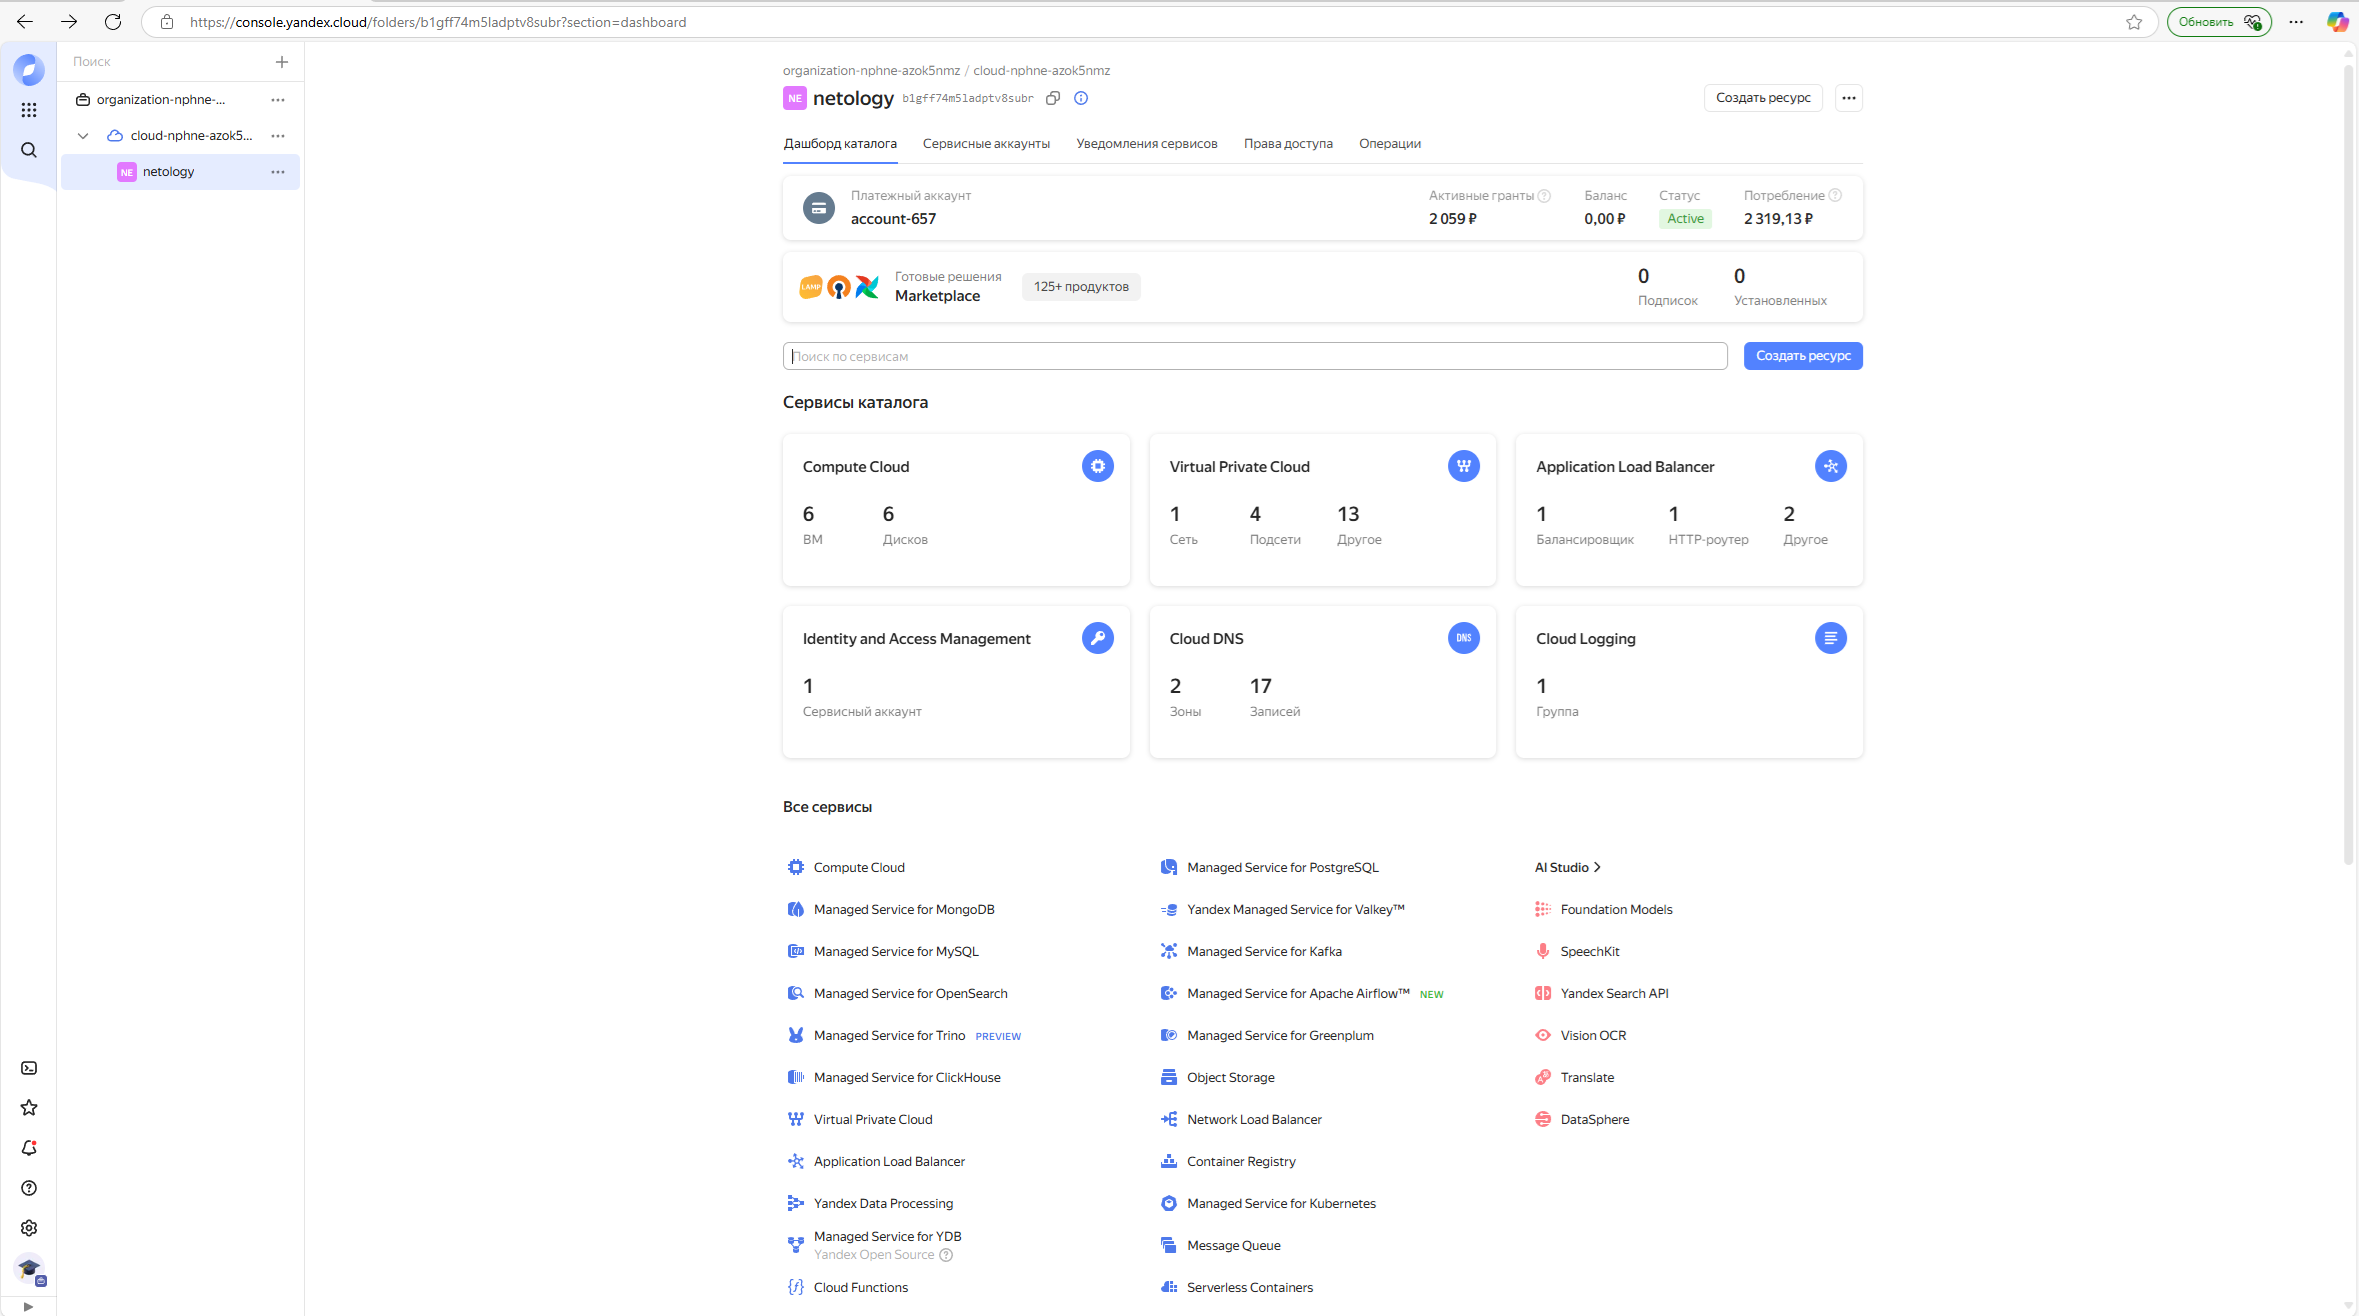 https://console.yandex.cloud/folders/b1gff74m5ladptv8subr?section=dashboard
Обновить
Поиск
organization-nphne-...
cloud-nphne-azok5...
NE netology
organization-nphne-azok5nmz / cloud-nphne-azok5nmz
NE netology b1gff74m5ladptv8subr
Создать ресурс
Дашборд каталога Сервисные аккаунты Уведомления сервисов Права доступа Операции
Платежный аккаунт Активные гранты Баланс Статус Потребление
account-657 2 059 ₽ 0,00 ₽ Active 2 319,13 ₽
LAMP
Готовые решения
Marketplace
125+ продуктов
0 0
Подписок Установленных
Поиск по сервисам
Создать ресурс
Сервисы каталога
Compute Cloud
6 6
ВМ Дисков
Virtual Private Cloud
1 4 13
Сеть Подсети Другое
Application Load Balancer
1 1 2
Балансировщик HTTP-роутер Другое
Identity and Access Management
1
Сервисный аккаунт
Cloud DNS
DNS
2 17
Зоны Записей
Cloud Logging
1
Группа
Все сервисы
Compute Cloud
Managed Service for MongoDB
Managed Service for MySQL
Managed Service for OpenSearch
Managed Service for Trino PREVIEW
Managed Service for ClickHouse
Virtual Private Cloud
Application Load Balancer
Yandex Data Processing
Managed Service for YDB
Yandex Open Source
Cloud Functions
Managed Service for PostgreSQL
Yandex Managed Service for Valkey™
Managed Service for Kafka
Managed Service for Apache Airflow™ NEW
Managed Service for Greenplum
Object Storage
Network Load Balancer
Container Registry
Managed Service for Kubernetes
Message Queue
Serverless Containers
AI Studio
Foundation Models
SpeechKit
Yandex Search API
Vision OCR
Translate
DataSphere